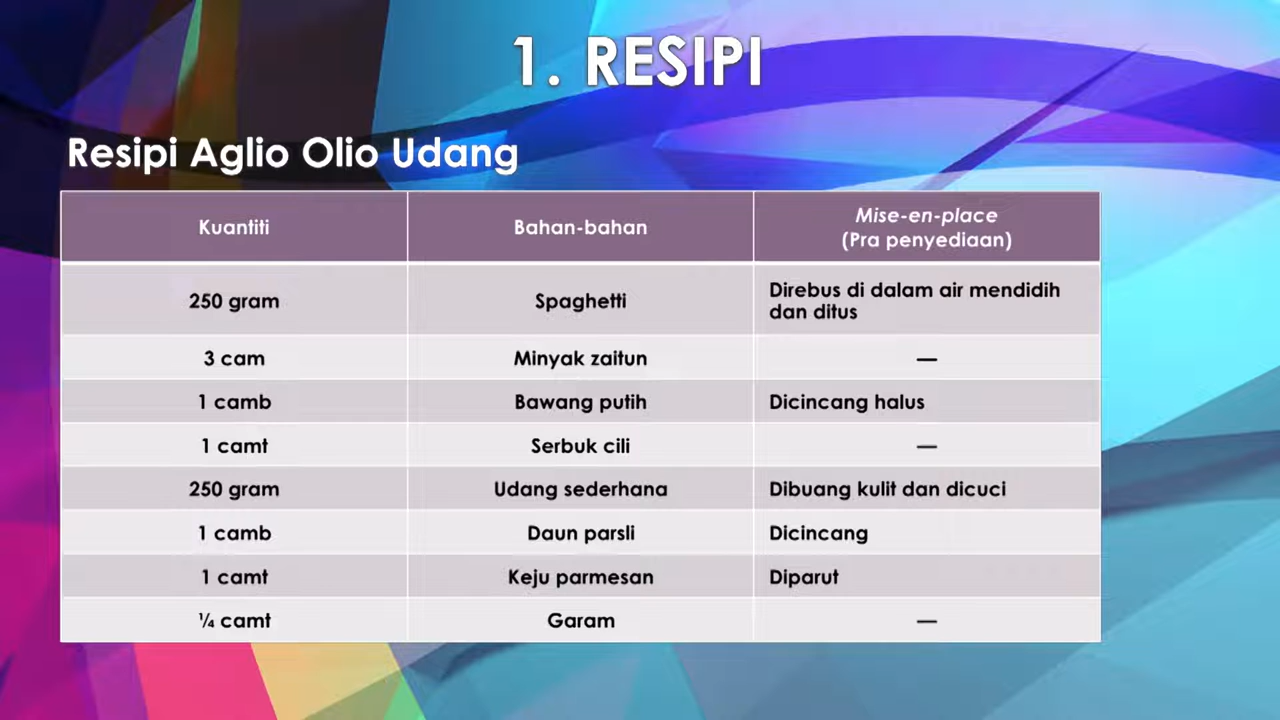 1. RESIPI
Resipi Aglio Olio Udang
Kuantiti Bahan-bahan Mise-en-place
(Pra penyediaan)
250 gram Spaghetti Direbus di dalam air mendidih
dan ditus
3 cam Minyak zaitun —
1 camb Bawang putih Dicincang halus
1 camt Serbuk cili —
250 gram Udang sederhana Dibuang kulit dan dicuci
1 camb Daun parsli Dicincang
1 camt Keju parmesan Diparut
¼ camt Garam —